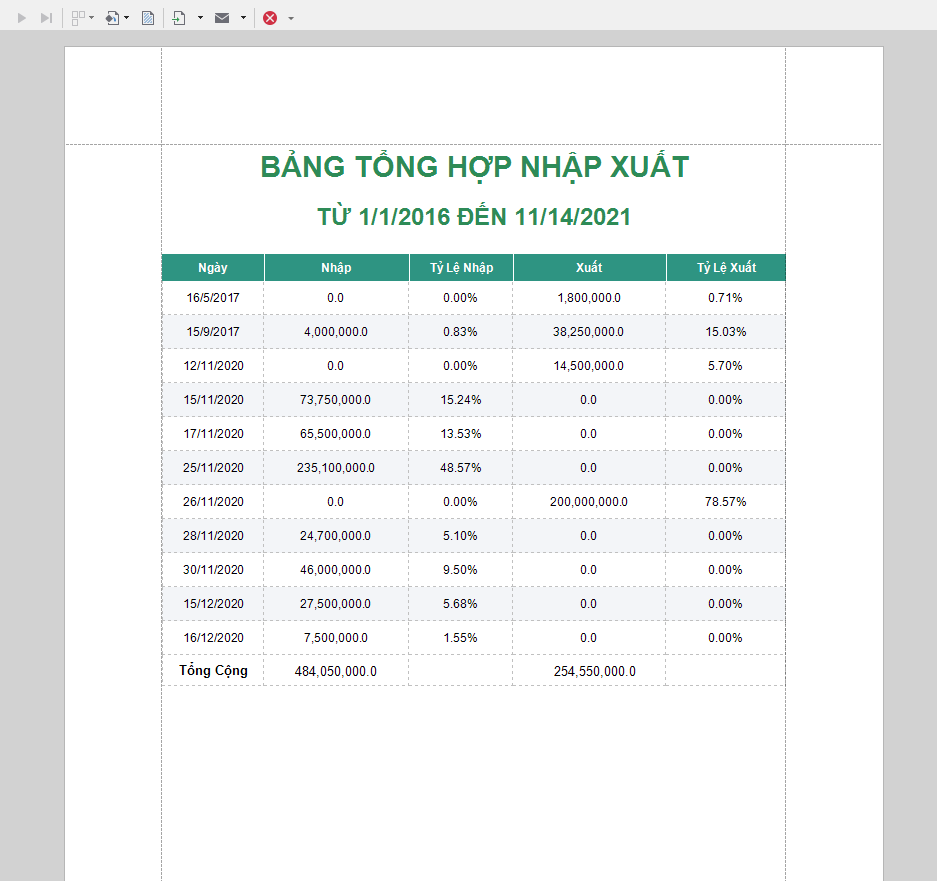 BẢNG TỔNG HỢP NHẬP XUẤT
TỪ 1/1/2016 ĐẾN 11/14/2021
Ngày Nhập Tỷ Lệ Nhập Xuất Tỷ Lệ Xuất
16/5/2017 0.0 0.00% 1,800,000.0 0.71%
15/9/2017 4,000,000.0 0.83% 38,250,000.0 15.03%
12/11/2020 0.0 0.00% 14,500,000.0 5.70%
15/11/2020 73,750,000.0 15.24% 0.0 0.00%
17/11/2020 65,500,000.0 13.53% 0.0 0.00%
25/11/2020 235,100,000.0 48.57% 0.0 0.00%
26/11/2020 0.0 0.00% 200,000,000.0 78.57%
28/11/2020 24,700,000.0 5.10% 0.0 0.00%
30/11/2020 46,000,000.0 9.50% 0.0 0.00%
15/12/2020 27,500,000.0 5.68% 0.0 0.00%
16/12/2020 7,500,000.0 1.55% 0.0 0.00%
Tổng Cộng 484,050,000.0 254,550,000.0